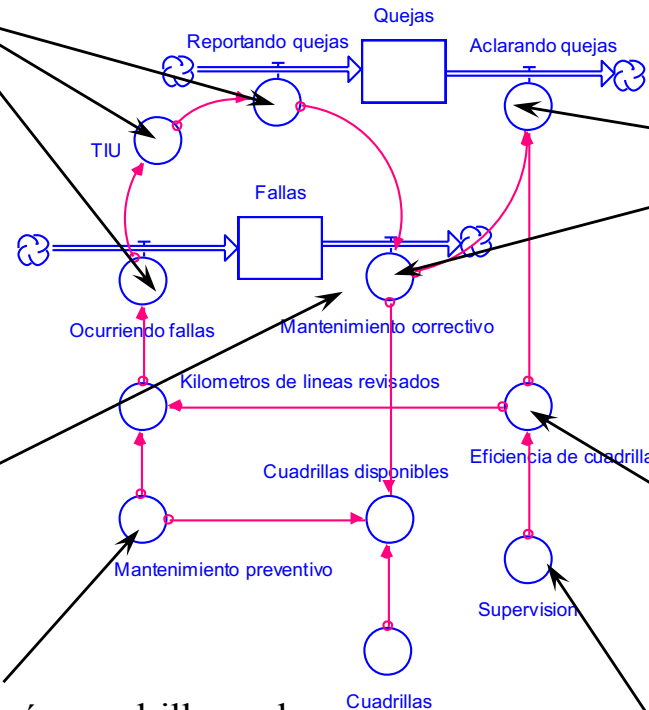 Quejas
Reportando quejas
Aclarando quejas
TIU
Fallas
Ocurriendo fallas
Mantenimiento correctivo
Kilometros de lineas revisados
Eficiencia de cuadrilla
Cuadrillas disponibles
Mantenimiento preventivo
Supervision
Cuadrillas